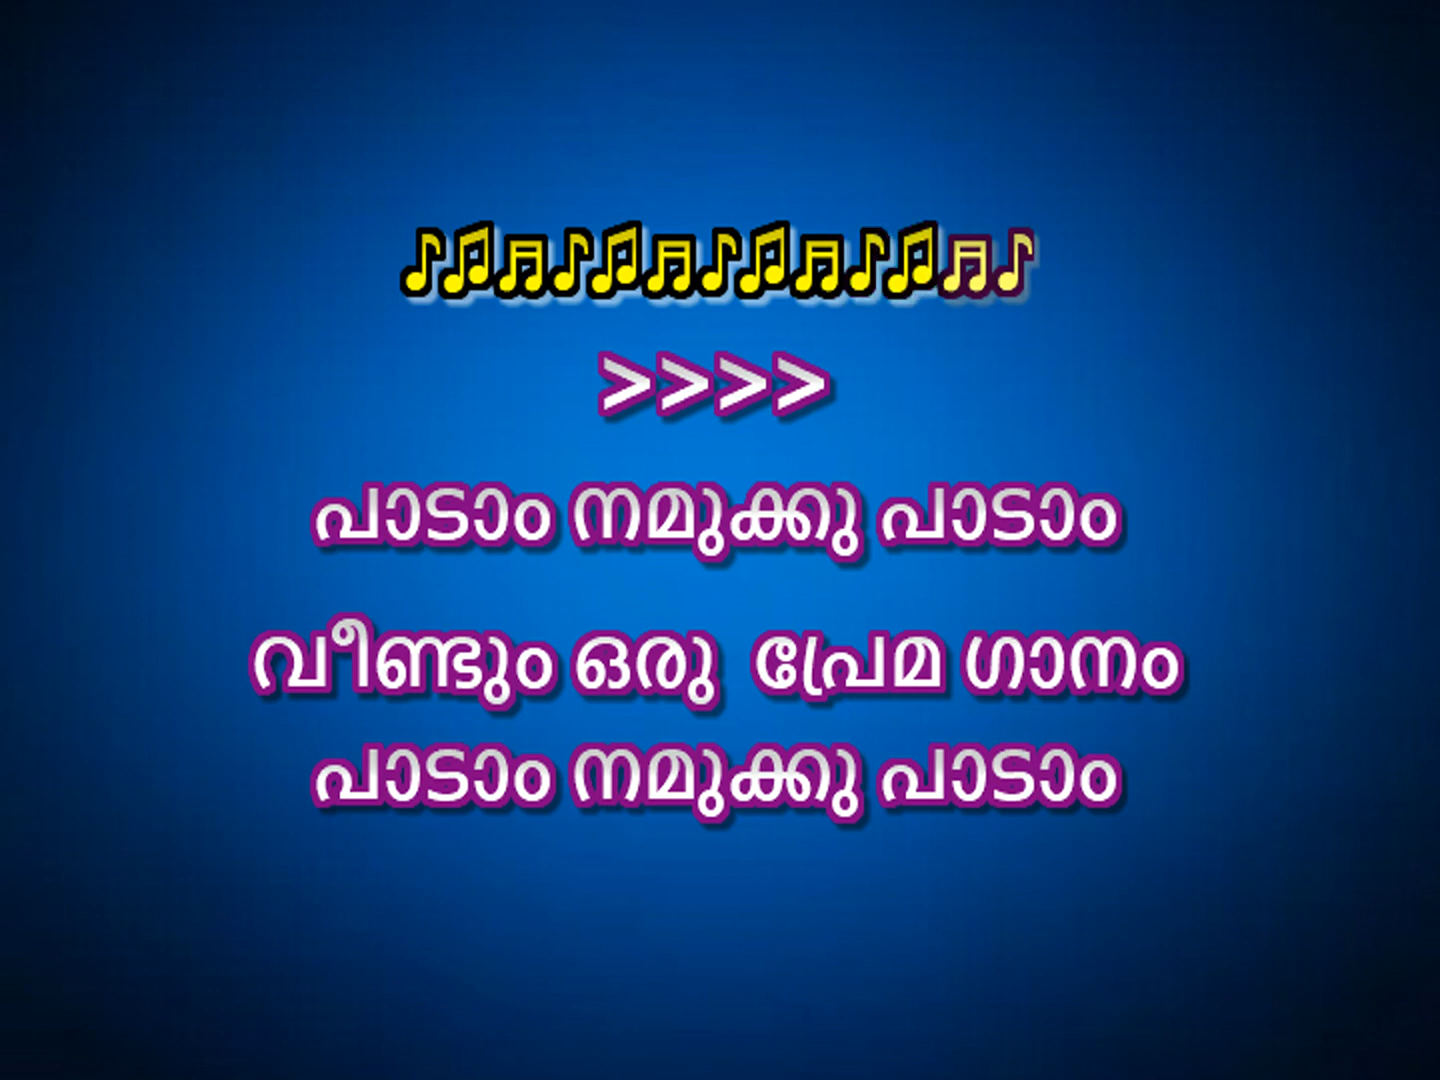 ♪♫♬♪♫♬♪♫♬♪♫♬♪
>>>>
പാടാം നമുക്കു പാടാം
വീണ്ടും ഒരു പ്രേമ ഗാനം
പാടാം നമുക്കു പാടാം